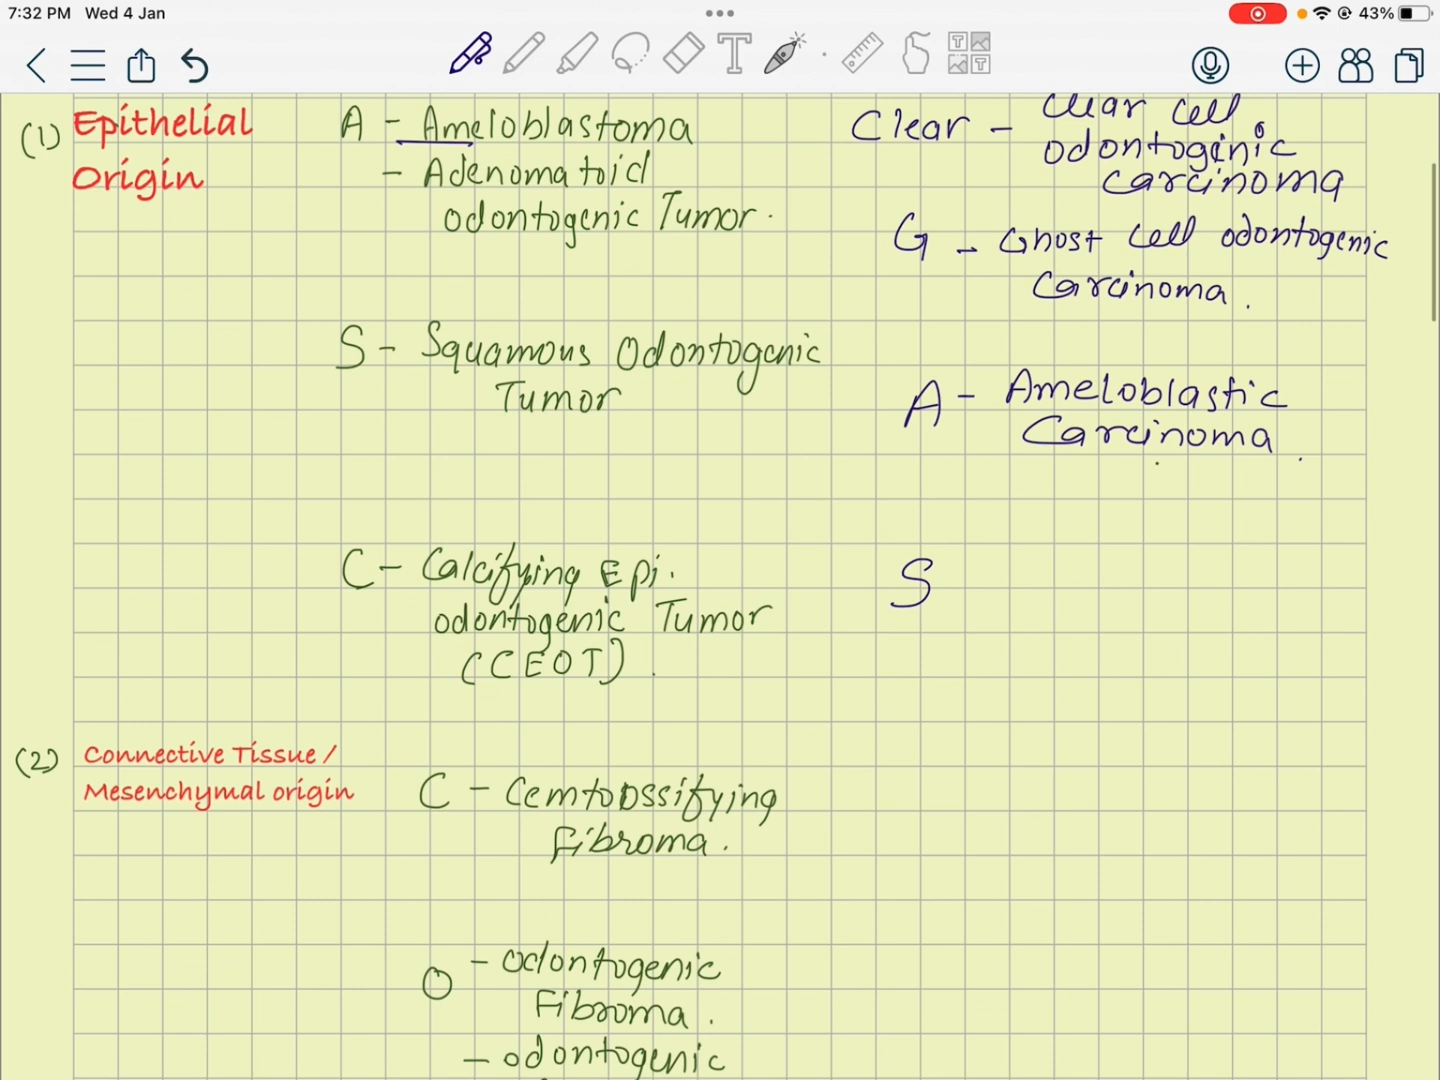 7:32 PM Wed 4 Jan
43%
(1) Epithelial
Origin
A - Ameloblastoma
- Adenomatoid
odontogenic Tumor.
S - Squamous Odontogenic
Tumor
C - Calcifying Epi.
odontogenic Tumor
(CEOT).
Clear - Clear cell
odontogenic
carcinoma
G - Ghost cell odontogenic
Carcinoma.
A - Ameloblastic
Carcinoma.
S
(2) Connective Tissue /
Mesenchymal origin
C - Cemtoossifying
Fibroma.
O - odontogenic
Fibroma.
- odontogenic